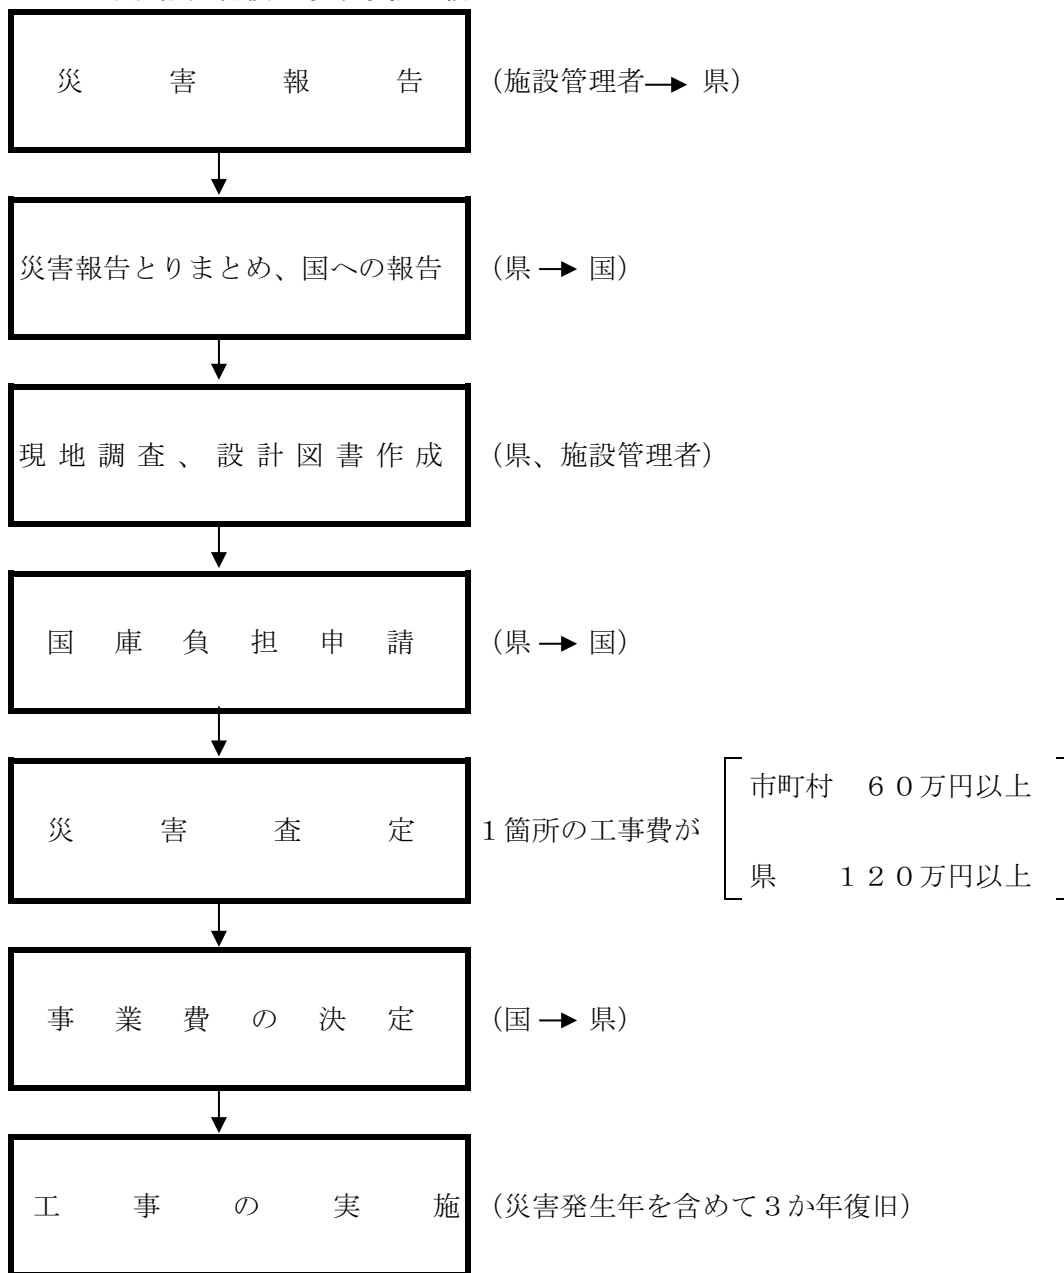 災害報告 (施設管理者→ 県)
災害報告とりまとめ、国への報告 (県 → 国)
現地調査、設計図書作成 (県、施設管理者)
国庫負担申請 (県 → 国)
市町村 60万円以上
災害査定 1箇所の工事費が
県 120万円以上
事業費の決定 (国 → 県)
工事の実施 (災害発生年を含めて3か年復旧)